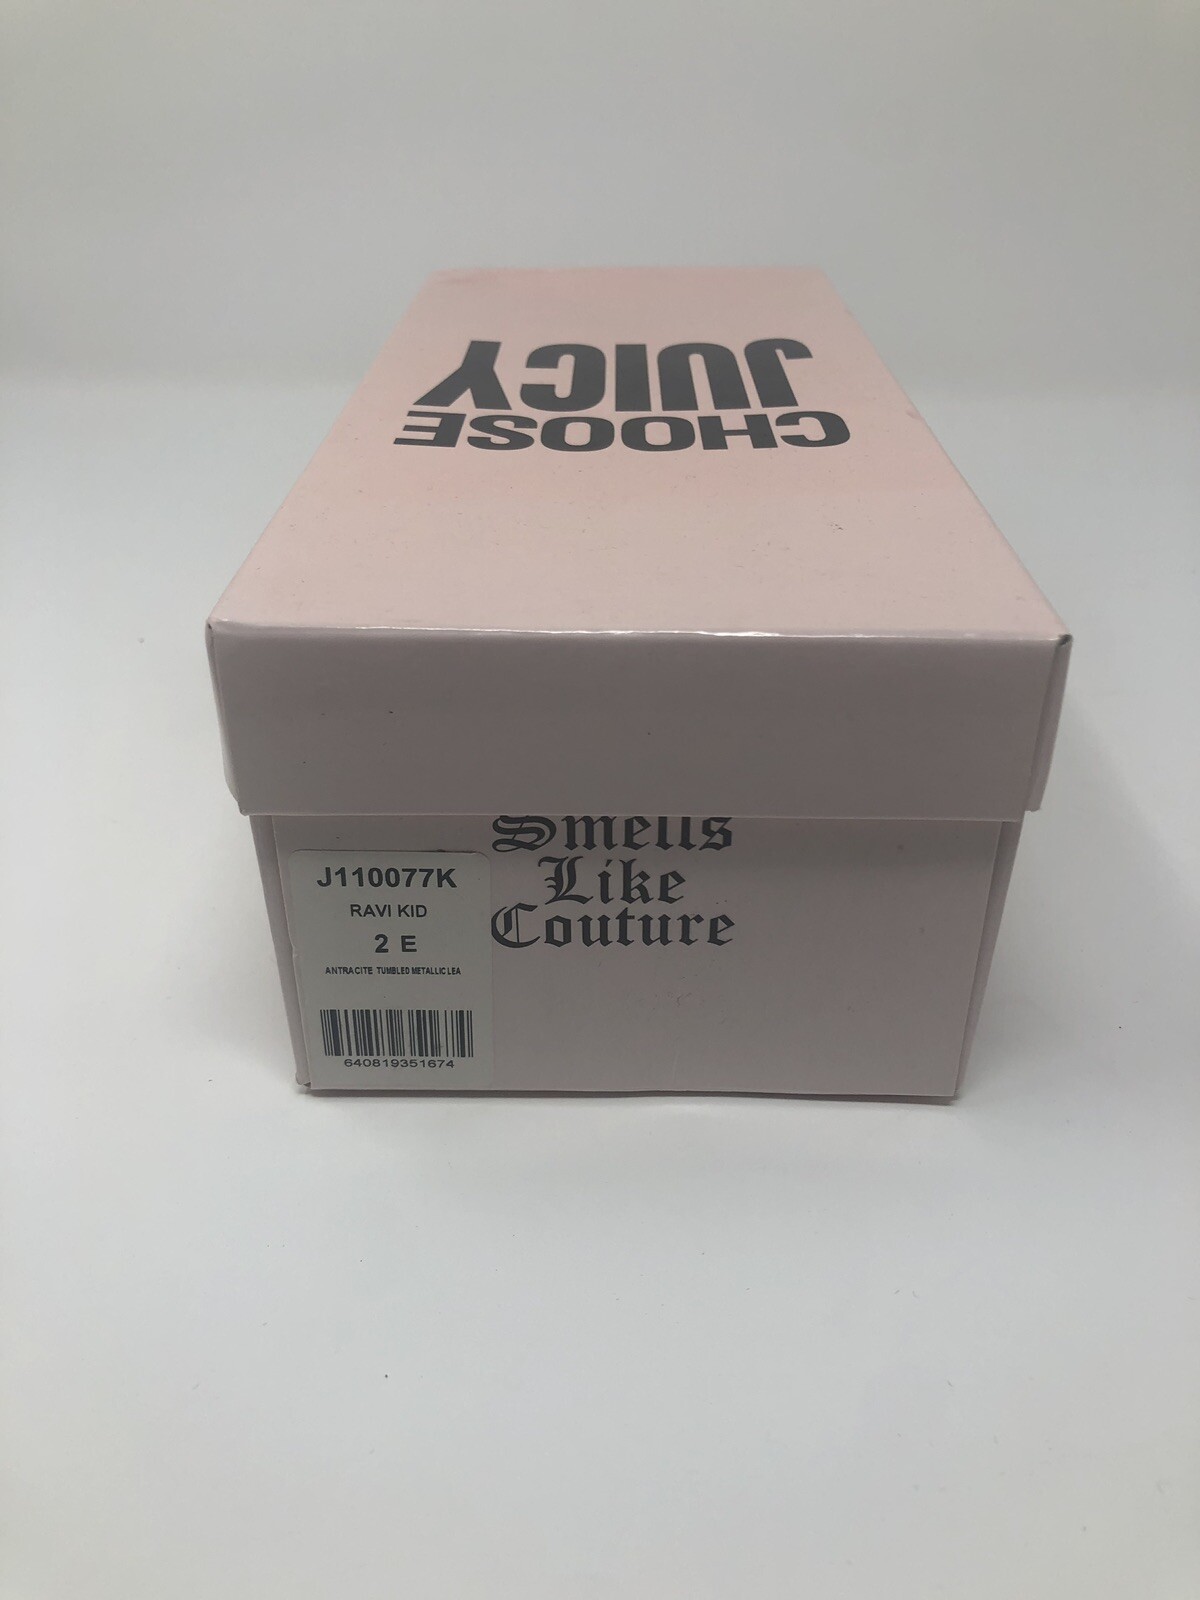 CHOOSE
JUICY
Smells
Like
Couture
J110077K
RAVI KID
2 E
ANTRACITE TUMBLED METALLIC LEA
640819351674